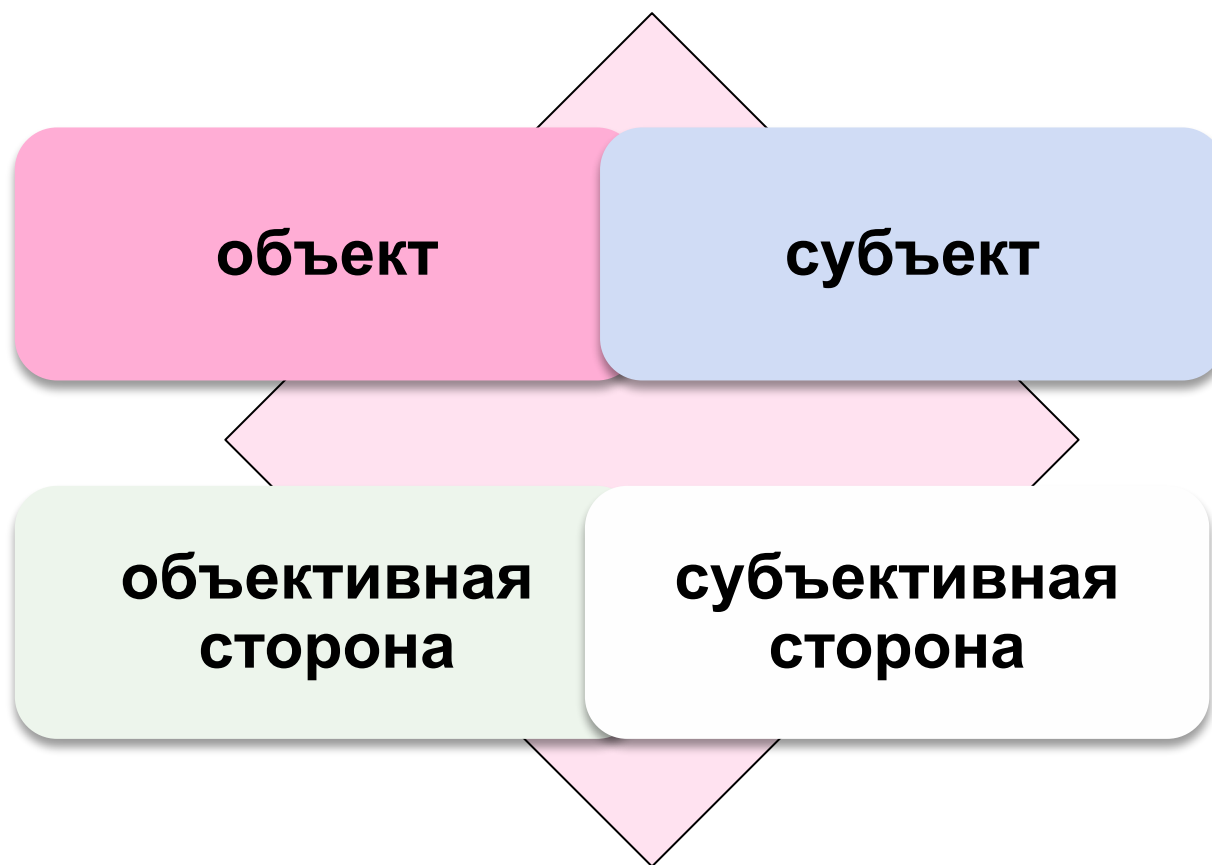 объект
субъект
объективная
сторона
субъективная
сторона